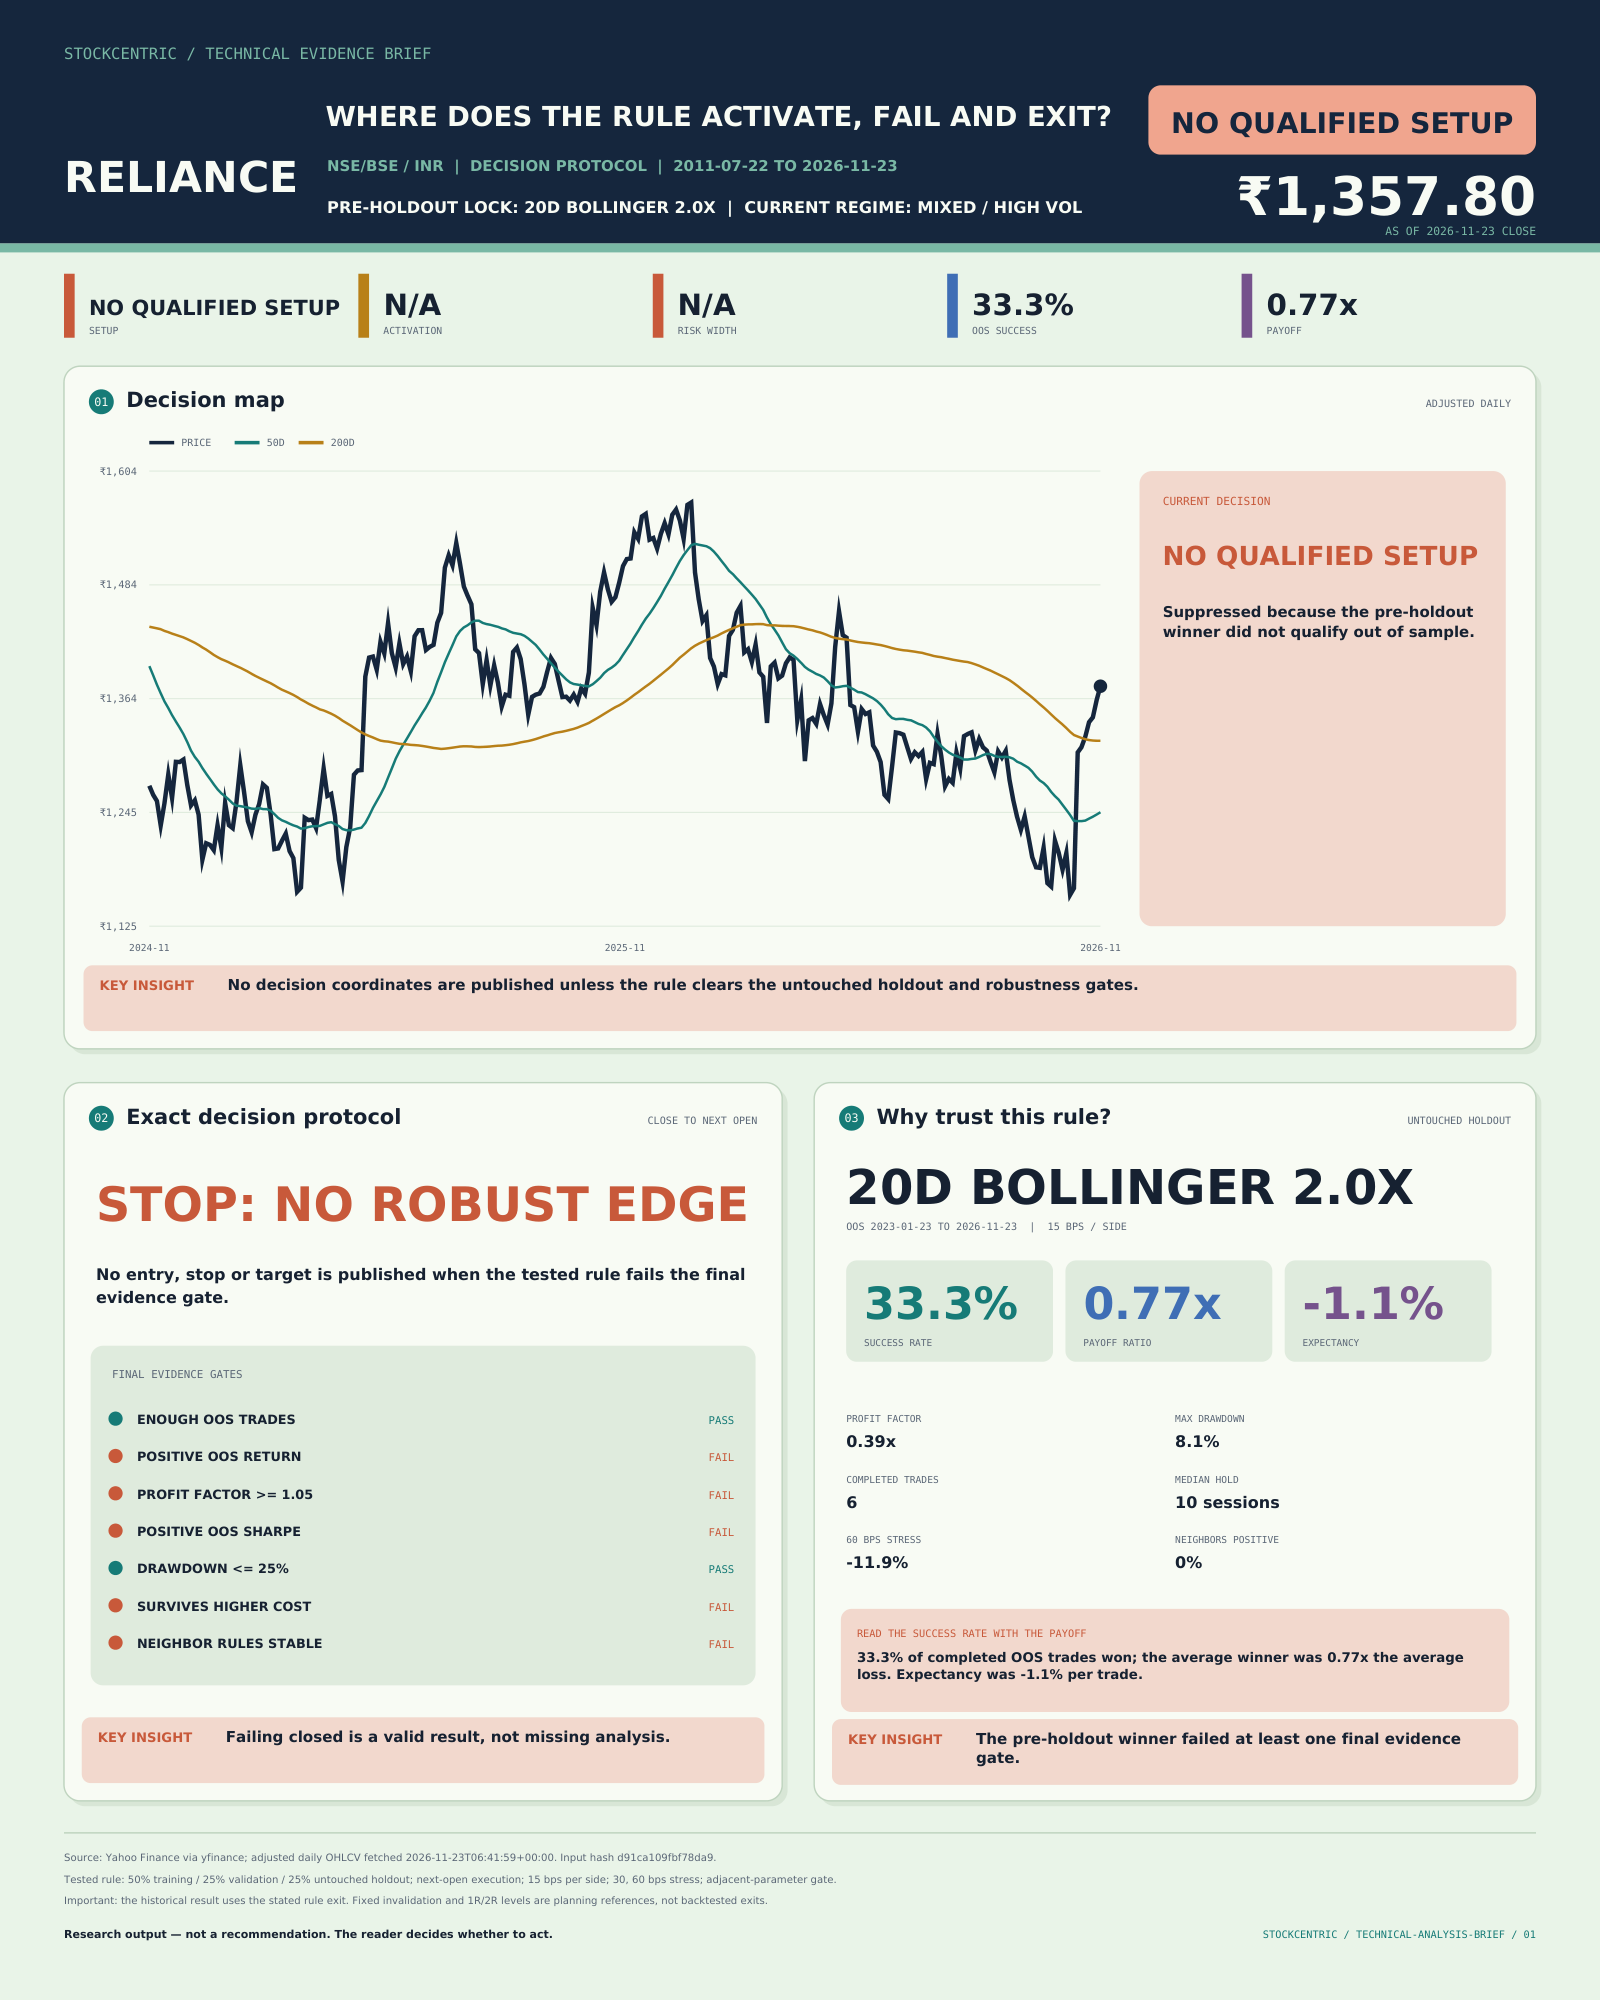 STOCKCENTRIC / TECHNICAL EVIDENCE BRIEF
RELIANCE
WHERE DOES THE RULE ACTIVATE, FAIL AND EXIT?
NSE/BSE / INR | DECISION PROTOCOL | 2011-07-22 TO 2026-11-23
PRE-HOLDOUT LOCK: 20D BOLLINGER 2.0X | CURRENT REGIME: MIXED / HIGH VOL
NO QUALIFIED SETUP
₹1,357.80
AS OF 2026-11-23 CLOSE
NO QUALIFIED SETUP
SETUP
N/A
ACTIVATION
N/A
RISK WIDTH
33.3%
OOS SUCCESS
0.77x
PAYOFF
01 Decision map
ADJUSTED DAILY
PRICE 50D 200D
₹1,604
₹1,484
₹1,364
₹1,245
₹1,125
2024-11 2025-11 2026-11
CURRENT DECISION
NO QUALIFIED SETUP
Suppressed because the pre-holdout
winner did not qualify out of sample.
KEY INSIGHT No decision coordinates are published unless the rule clears the untouched holdout and robustness gates.
02 Exact decision protocol
CLOSE TO NEXT OPEN
STOP: NO ROBUST EDGE
No entry, stop or target is published when the tested rule fails the final
evidence gate.
FINAL EVIDENCE GATES
ENOUGH OOS TRADES PASS
POSITIVE OOS RETURN FAIL
PROFIT FACTOR >= 1.05 FAIL
POSITIVE OOS SHARPE FAIL
DRAWDOWN <= 25% PASS
SURVIVES HIGHER COST FAIL
NEIGHBOR RULES STABLE FAIL
KEY INSIGHT Failing closed is a valid result, not missing analysis.
03 Why trust this rule?
UNTOUCHED HOLDOUT
20D BOLLINGER 2.0X
OOS 2023-01-23 TO 2026-11-23 | 15 BPS / SIDE
33.3%
SUCCESS RATE
0.77x
PAYOFF RATIO
-1.1%
EXPECTANCY
PROFIT FACTOR
0.39x
MAX DRAWDOWN
8.1%
COMPLETED TRADES
6
MEDIAN HOLD
10 sessions
60 BPS STRESS
-11.9%
NEIGHBORS POSITIVE
0%
READ THE SUCCESS RATE WITH THE PAYOFF
33.3% of completed OOS trades won; the average winner was 0.77x the average
loss. Expectancy was -1.1% per trade.
KEY INSIGHT The pre-holdout winner failed at least one final evidence
gate.
Source: Yahoo Finance via yfinance; adjusted daily OHLCV fetched 2026-11-23T06:41:59+00:00. Input hash d91ca109fbf78da9.
Tested rule: 50% training / 25% validation / 25% untouched holdout; next-open execution; 15 bps per side; 30, 60 bps stress; adjacent-parameter gate.
Important: the historical result uses the stated rule exit. Fixed invalidation and 1R/2R levels are planning references, not backtested exits.
Research output — not a recommendation. The reader decides whether to act.
STOCKCENTRIC / TECHNICAL-ANALYSIS-BRIEF / 01